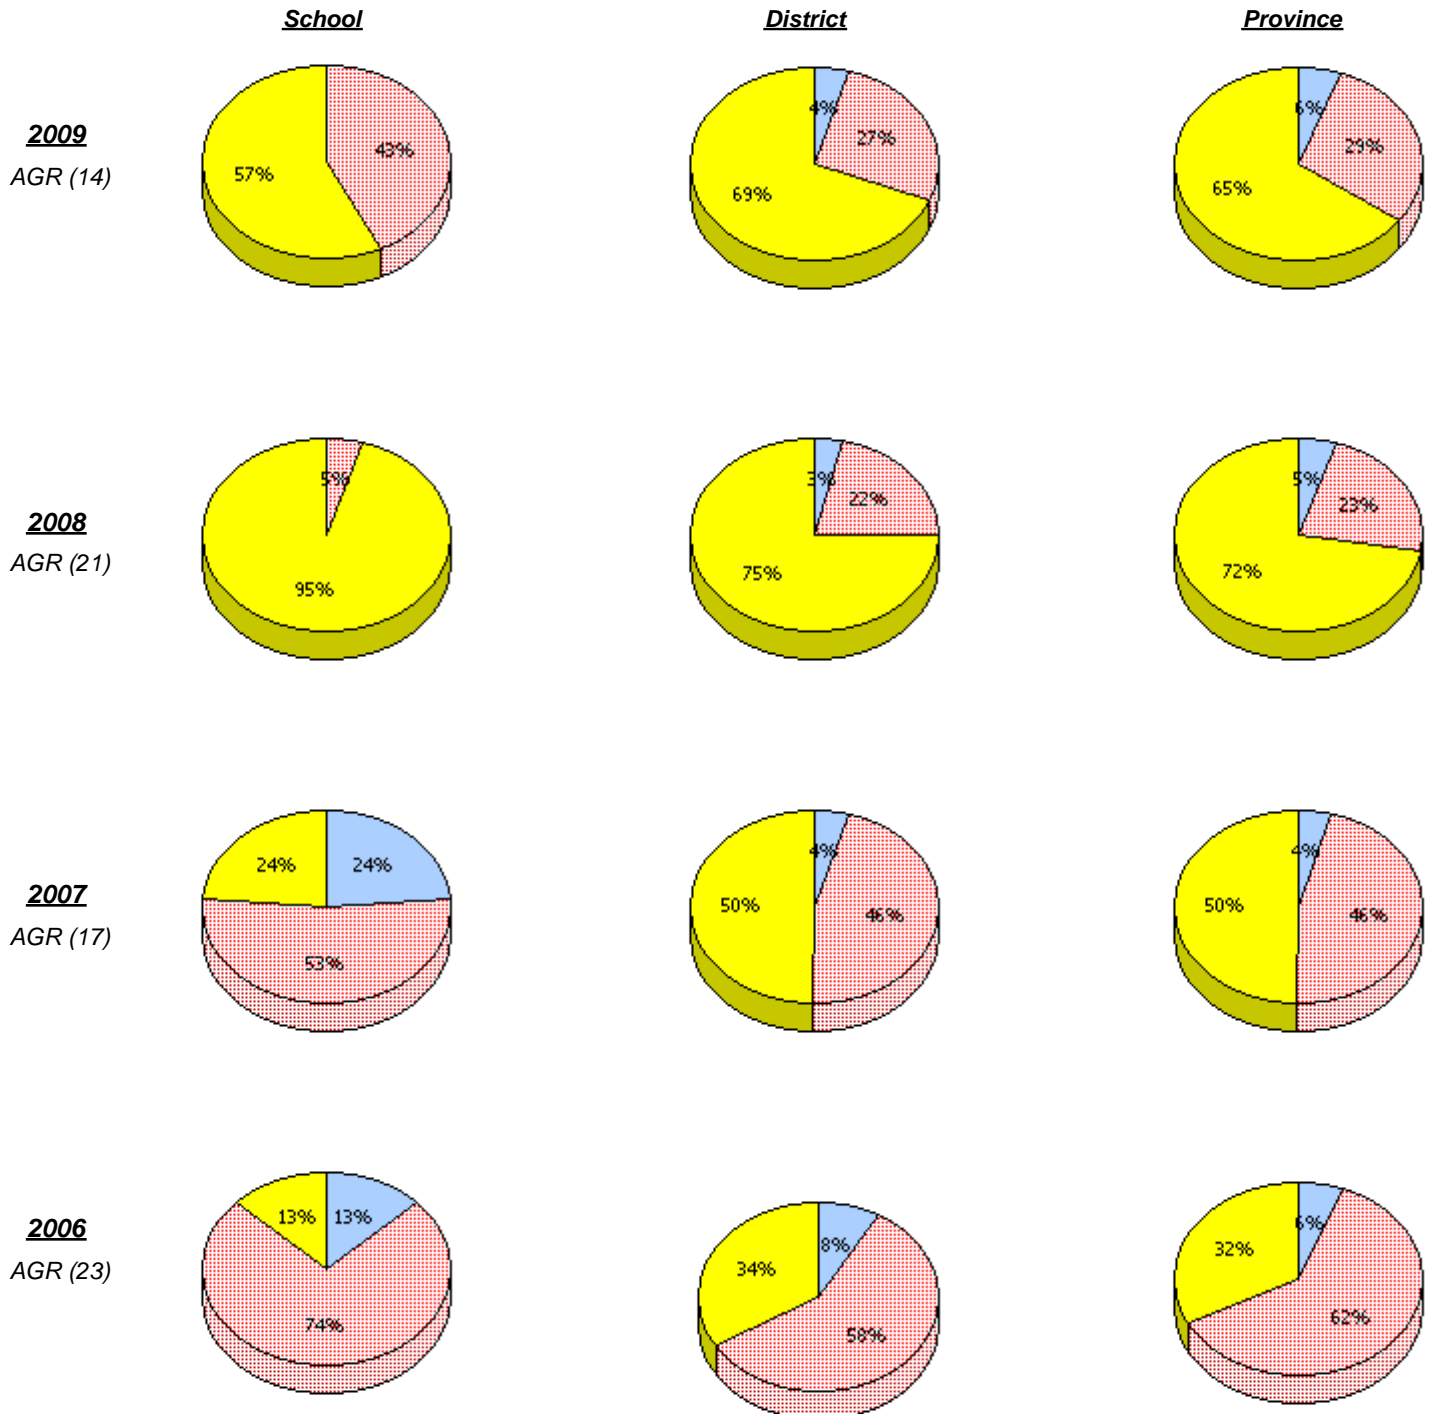 School District Province
2009
AGR (14)
57% 43%
69% 4% 27%
65% 6% 29%
2008
AGR (21)
95% 5%
75% 3% 22%
72% 5% 23%
2007
AGR (17)
24% 24% 53%
50% 4% 46%
50% 4% 46%
2006
AGR (23)
13% 13% 74%
34% 8% 58%
32% 6% 62%